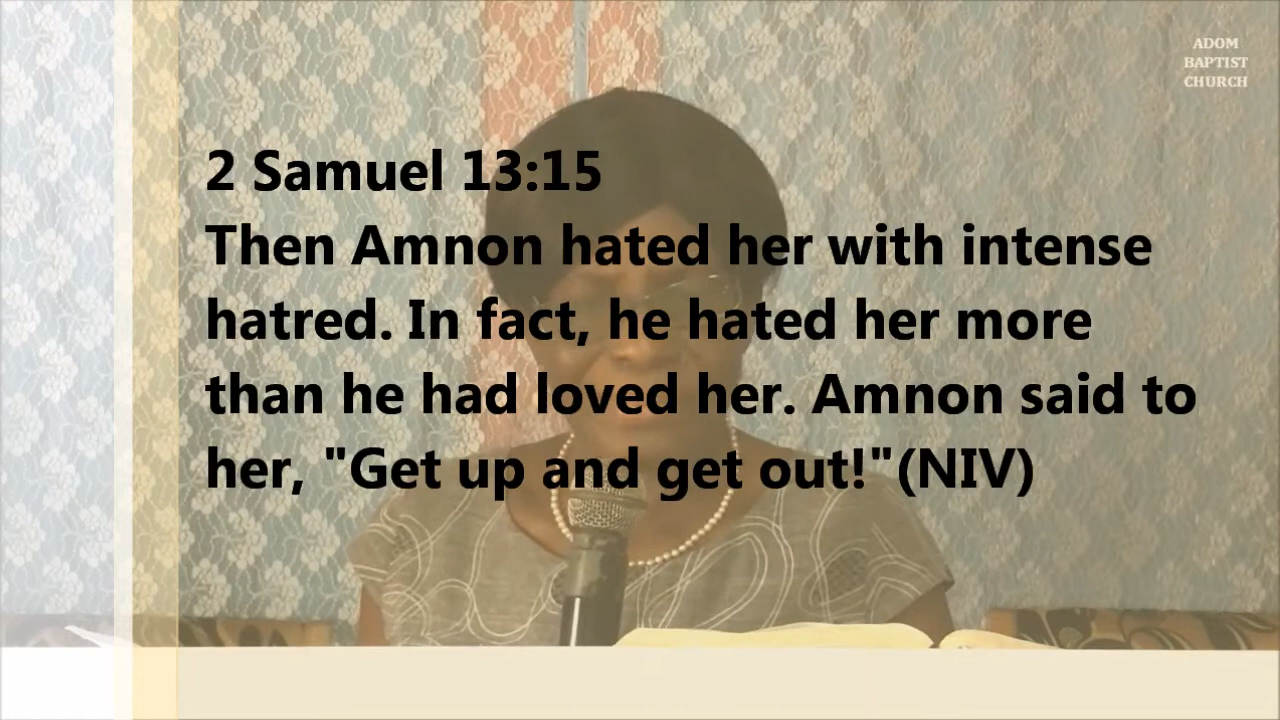 ADOM
BAPTIST
CHURCH
2 Samuel 13:15
Then Amnon hated her with intense
hatred. In fact, he hated her more
than he had loved her. Amnon said to
her, "Get up and get out!"(NIV)